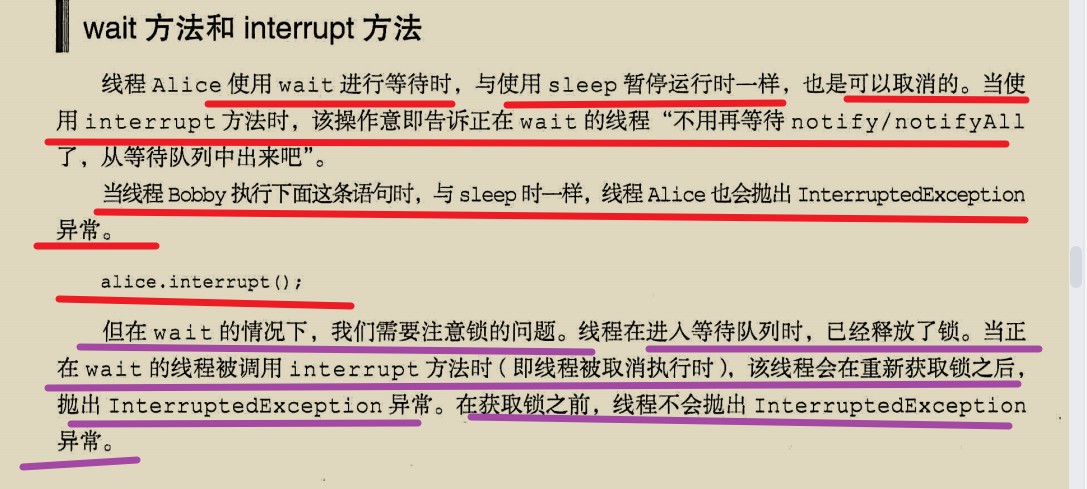 wait 方法和 interrupt 方法
线程 Alice 使用 wait 进行等待时，与使用 sleep 暂停运行时一样，也是可以取消的。当使
用 interrupt 方法时，该操作意即告诉正在 wait 的线程“不用再等待 notify/notifyAll
了，从等待队列中出来吧”。
当线程 Bobby 执行下面这条语句时，与 sleep 时一样，线程 Alice 也会抛出 InterruptedException
异常。
alice.interrupt();
但在 wait 的情况下，我们需要注意锁的问题。线程在进入等待队列时，已经释放了锁。当正
在 wait 的线程被调用 interrupt 方法时（即线程被取消执行时），该线程会在重新获取锁之后，
抛出 InterruptedException 异常。在获取锁之前，线程不会抛出 InterruptedException
异常。